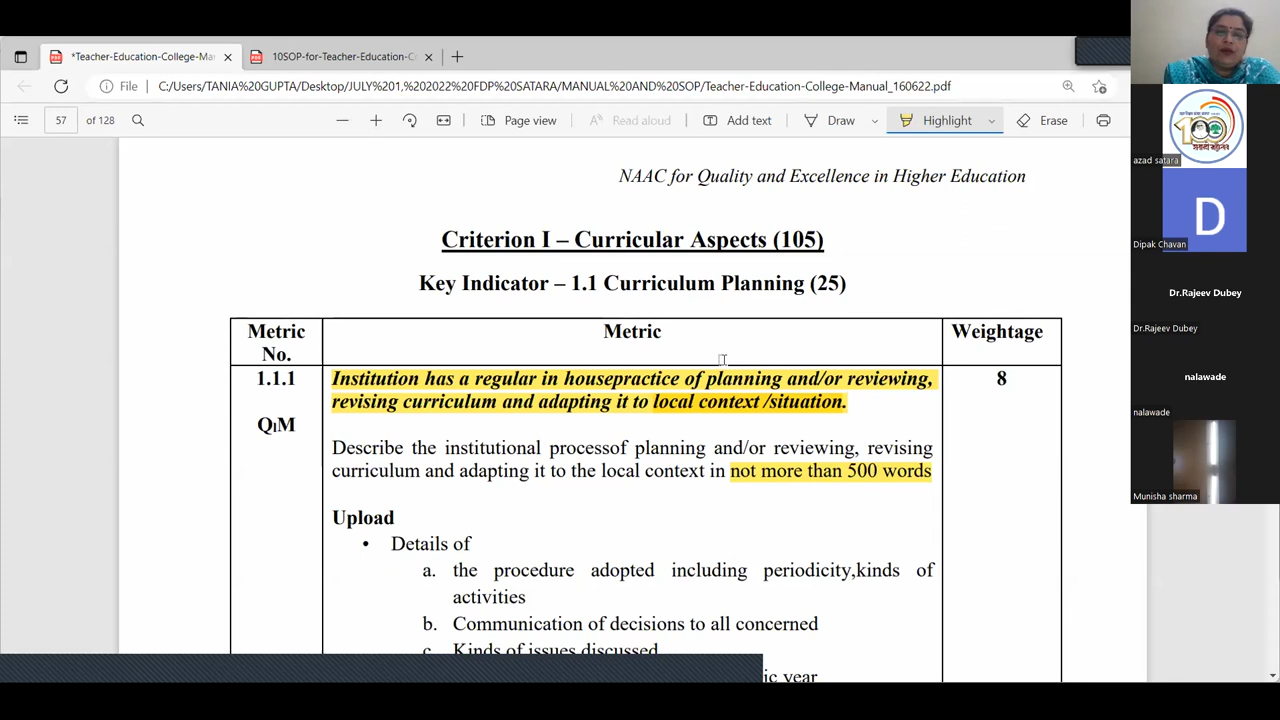 *Teacher-Education-College-Ma
10SOP-for-Teacher-Education-C
File
C:/Users/TANIA%20GUPTA/Desktop/JULY%201,%202022%20FDP%20SATARA/MANUAL%20AND%20SOP/Teacher-Education-College-Manual_160622.pdf
57 of 128
Page view
Read aloud
Add text
Draw
Highlight
Erase
NAAC for Quality and Excellence in Higher Education
Criterion I – Curricular Aspects (105)
Key Indicator – 1.1 Curriculum Planning (25)
Metric No.
Metric
Weightage
1.1.1
QlM
Institution has a regular in housepractice of planning and/or reviewing,
revising curriculum and adapting it to local context /situation.
8
Describe the institutional processof planning and/or reviewing, revising
curriculum and adapting it to the local context in not more than 500 words
Upload
• Details of
a. the procedure adopted including periodicity,kinds of
activities
b. Communication of decisions to all concerned
c. Kinds of issues discussed
ic year
100
azad satara
D
Dipak Chavan
Dr.Rajeev Dubey
Dr.Rajeev Dubey
nalawade
nalawade
Munisha sharma